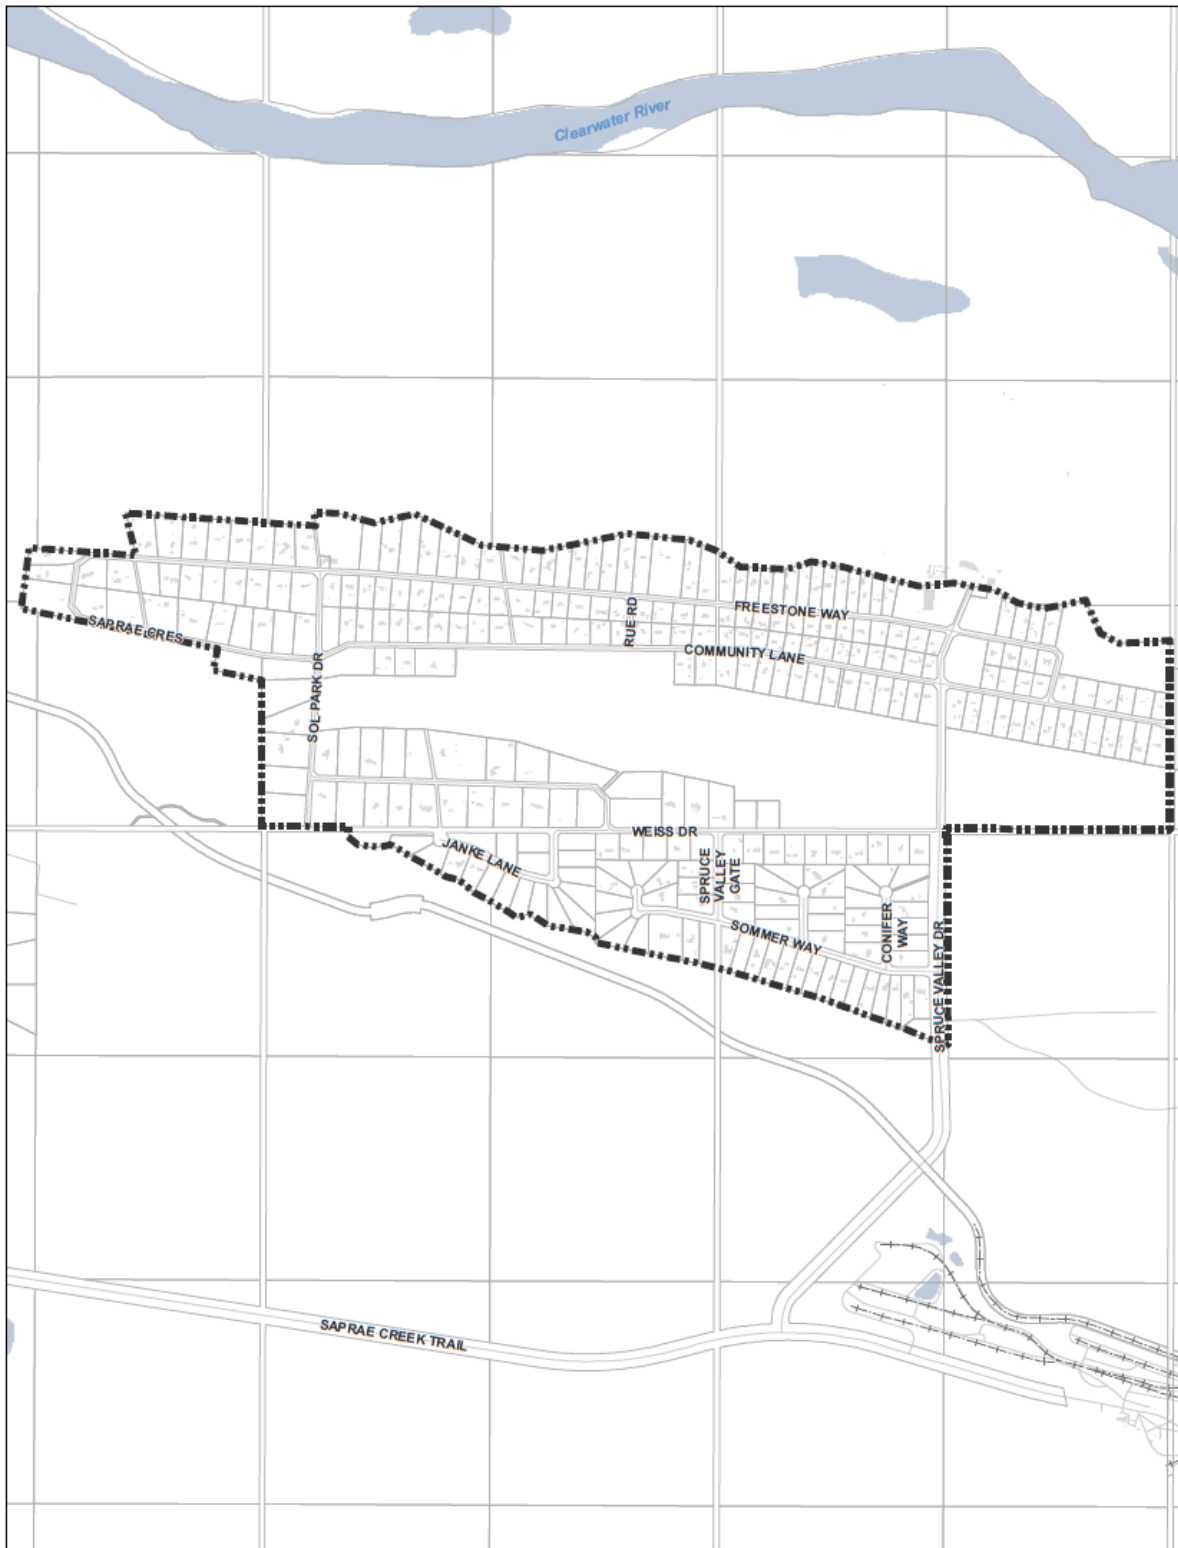 Clearwater River
RUE RD
FREESTONE WAY
SAPRAE CRES
COMMUNITY LANE
SOL PARK DR
WEISS DR
JANKE LANE
SPRUCE
VALLEY
GATE
CONIFER
WAY
SOMMER WAY
SPRUCE VALLEY DR
SAPRAE CREEK TRAIL